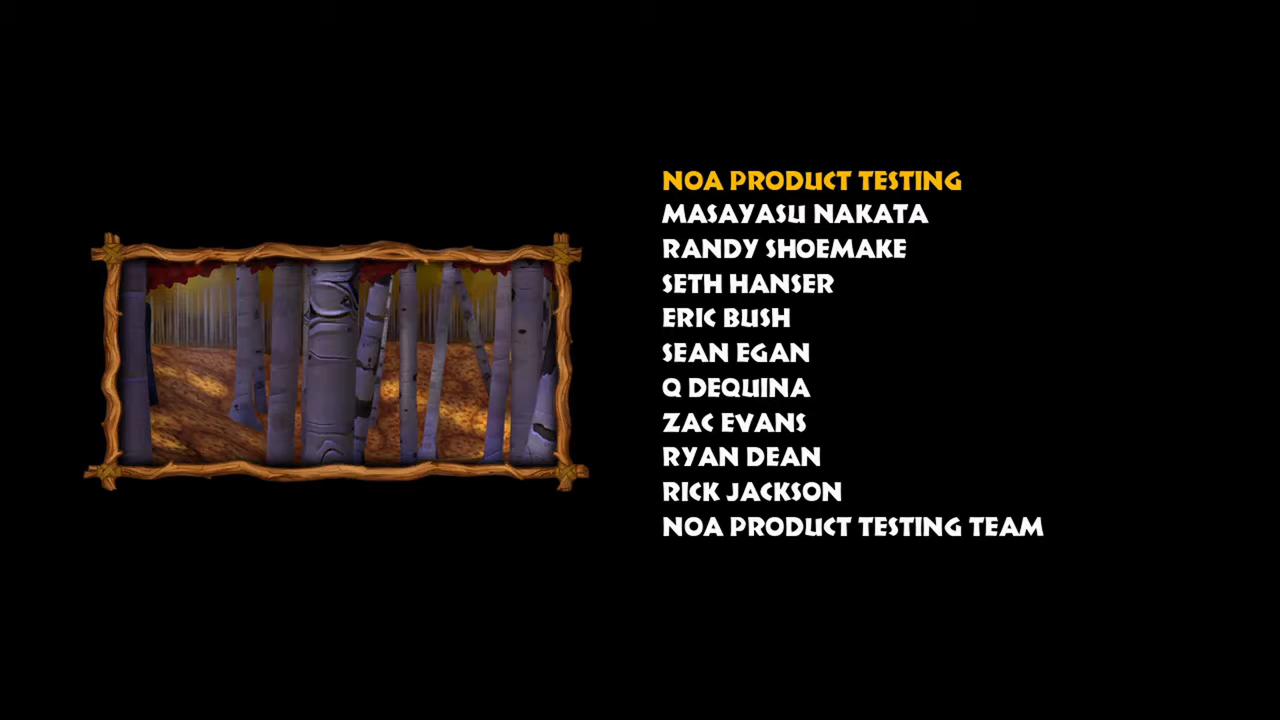 NOA PRODUCT TESTING
MASAYASU NAKATA
RANDY SHOEMAKE
SETH HANSER
ERIC BUSH
SEAN EGAN
Q DEQUINA
ZAC EVANS
RYAN DEAN
RICK JACKSON
NOA PRODUCT TESTING TEAM